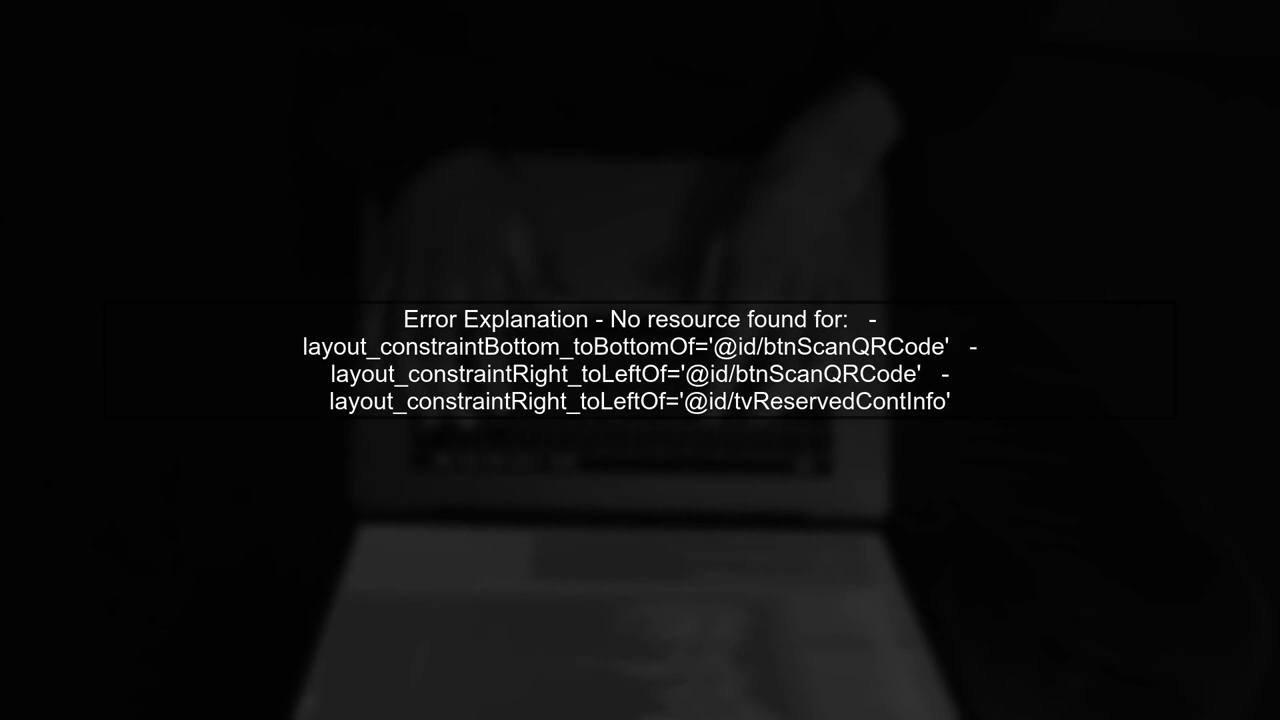 Error Explanation - No resource found for:   -
layout_constraintBottom_toBottomOf='@id/btnScanQRCode'   -
layout_constraintRight_toLeftOf='@id/btnScanQRCode'   -
layout_constraintRight_toLeftOf='@id/tvReservedContInfo'